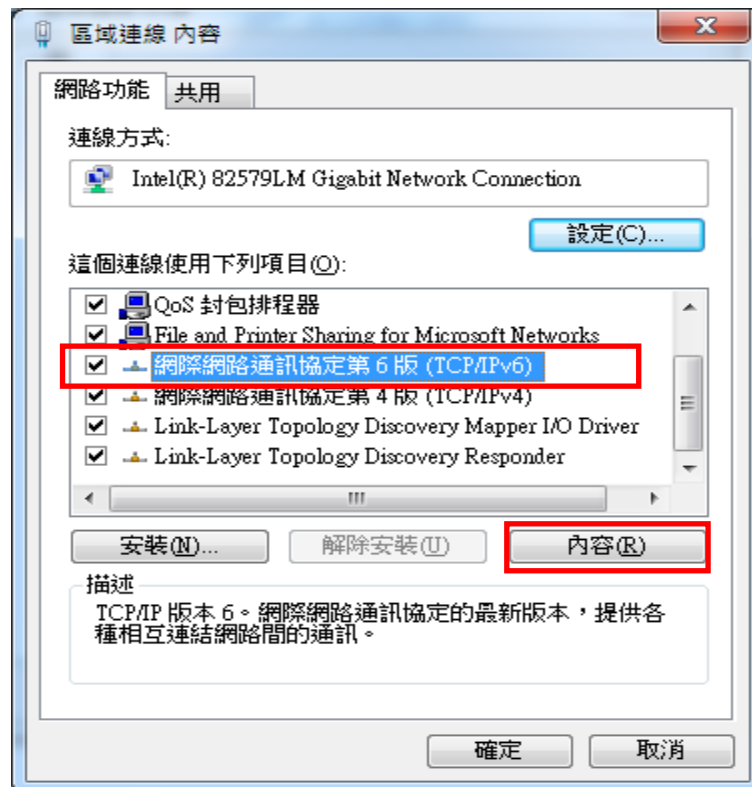 區域連線 內容
網路功能 共用
連線方式:
Intel(R) 82579LM Gigabit Network Connection
設定(C)...
這個連線使用下列項目(O):
QoS 封包排程器
File and Printer Sharing for Microsoft Networks
網際網路通訊協定第 6 版 (TCP/IPv6)
網際網路通訊協定第 4 版 (TCP/IPv4)
Link-Layer Topology Discovery Mapper I/O Driver
Link-Layer Topology Discovery Responder
安裝(N)... 解除安裝(U) 內容(R)
描述
TCP/IP 版本 6。網際網路通訊協定的最新版本，提供各
種相互連結網路間的通訊。
確定 取消